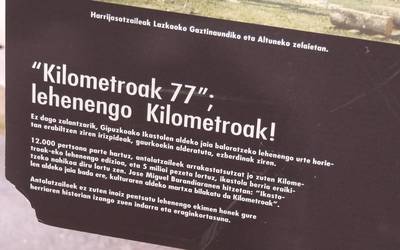 Harrijasotzaileak Lazkaoko Gaztinaundiko eta Altuneko zelaietan.
"Kilometroak 77";
lehenengo Kilometroak!
Ez dago zalantzarik, Gipuzkoako Ikastolen aldeko jaia baloratzeko lehenengo urte horie-
tan erabiltzen ziren irizpideak, gaurkoekin alderatuta, ezberdinak ziren.
12.000 pertsona parte hartuz, antolatzaileek arrakastatsutzat jo zuten Kilome-
troak-eko lehenengo edizioa, eta 5 milioi pezeta lortuz, ikastola berria eraiki-
tzeko nahikoa diru lortu zen. Jose Miguel Barandiaranen hitzetan: "Ikasto-
len aldeko jaia bada ere, kulturaren aldeko martxa bilakatu da Kilometroak".
Antolatzaileek ez zuten inoiz pentsatu lehenengo ekimen honek gure
herriaren historian izango zuen indarra eta eraginkortasuna.